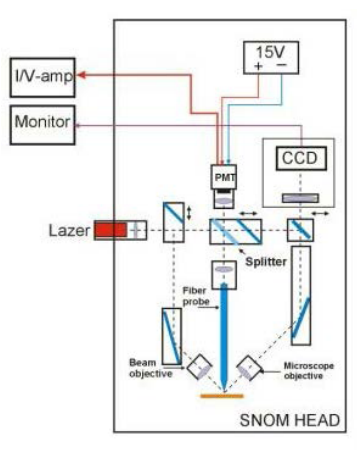 15V
+ −
I/V-amp
Monitor
CCD
PMT
Lazer
Splitter
Fiber
probe
Beam
objective
Microscope
objective
SNOM HEAD